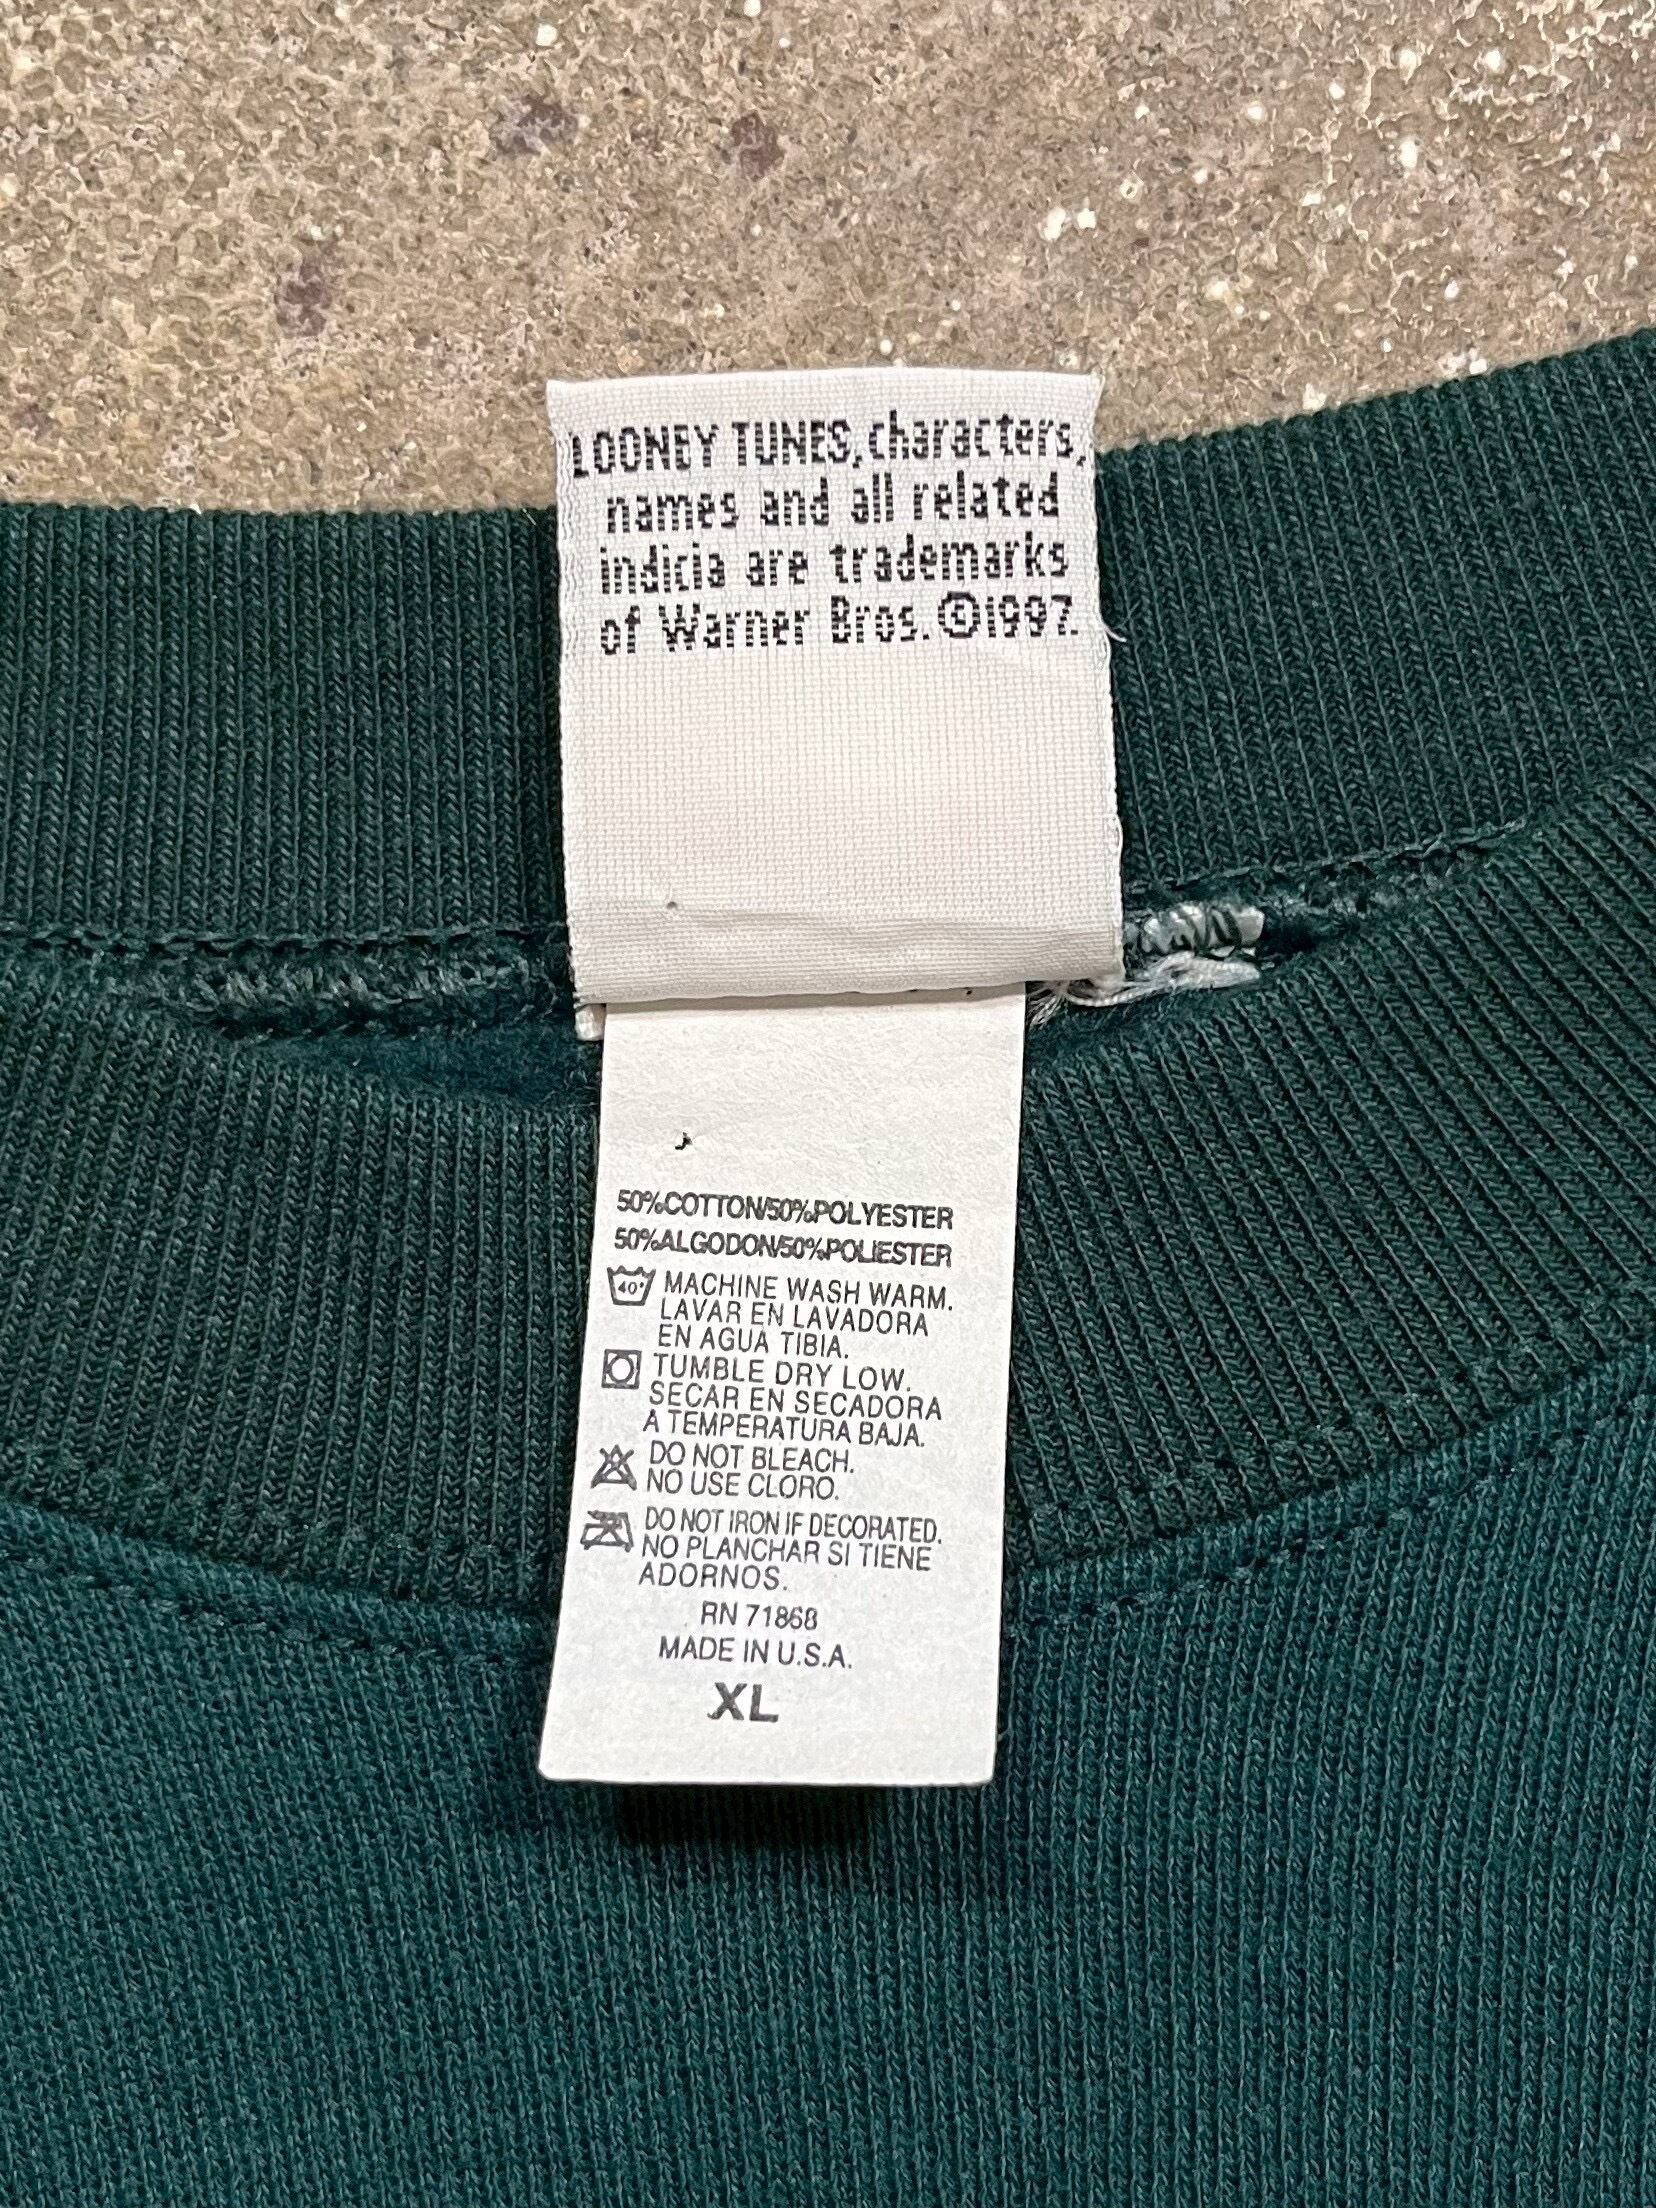 LOONEY TUNES, characters,
names and all related
indicia are trademarks
of Warner Bros. ©1997.
50%COTTON/50%POLYESTER
50%ALGODON/50%POLIESTER
40° MACHINE WASH WARM.
LAVAR EN LAVADORA
EN AGUA TIBIA.
TUMBLE DRY LOW.
SECAR EN SECADORA
A TEMPERATURA BAJA.
DO NOT BLEACH.
NO USE CLORO.
DO NOT IRON IF DECORATED.
NO PLANCHAR SI TIENE
ADORNOS.
RN 71868
MADE IN U.S.A.
XL